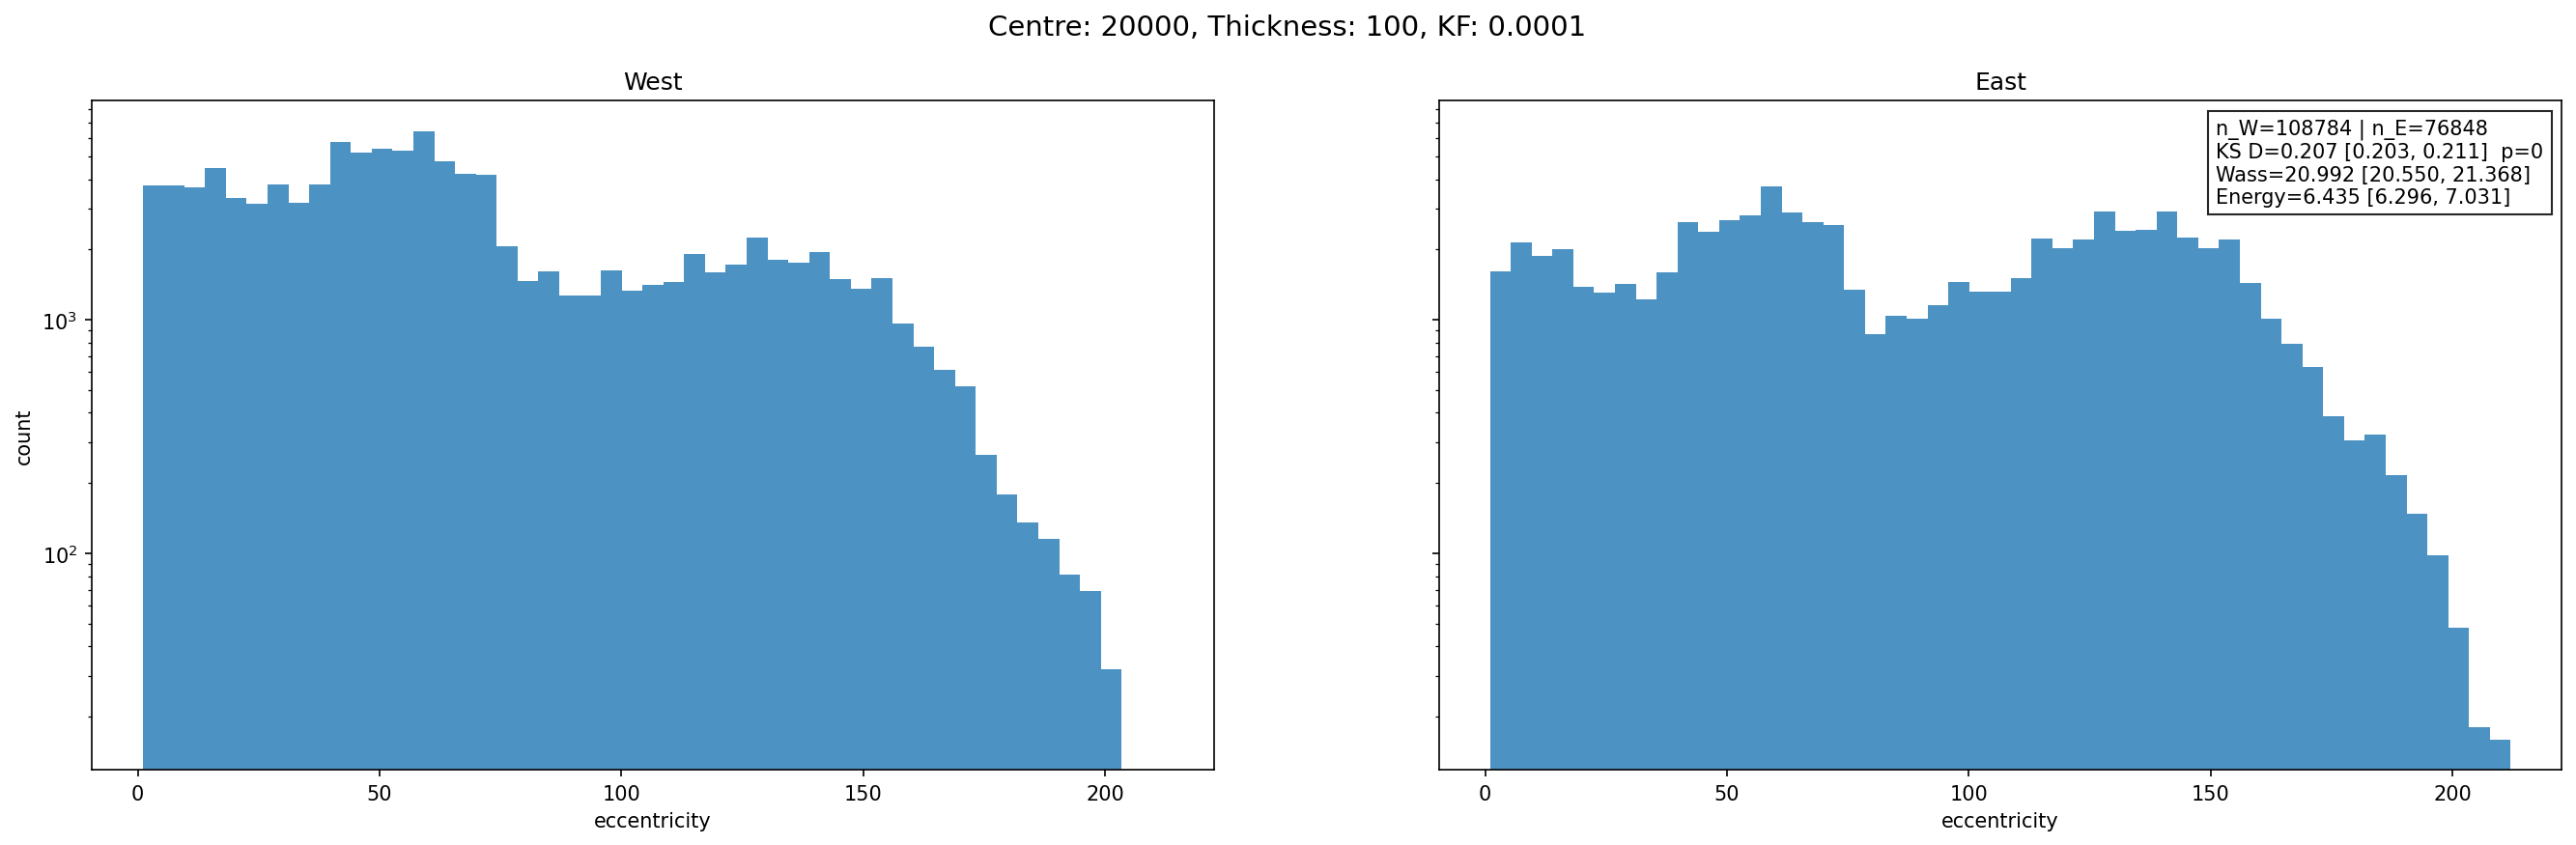 Centre: 20000, Thickness: 100, KF: 0.0001
West
East
n_W=108784 | n_E=76848
KS D=0.207 [0.203, 0.211]  p=0
Wass=20.992 [20.550, 21.368]
Energy=6.435 [6.296, 7.031]
10³
10²
count
0 50 100 150 200
0 50 100 150 200
eccentricity
eccentricity